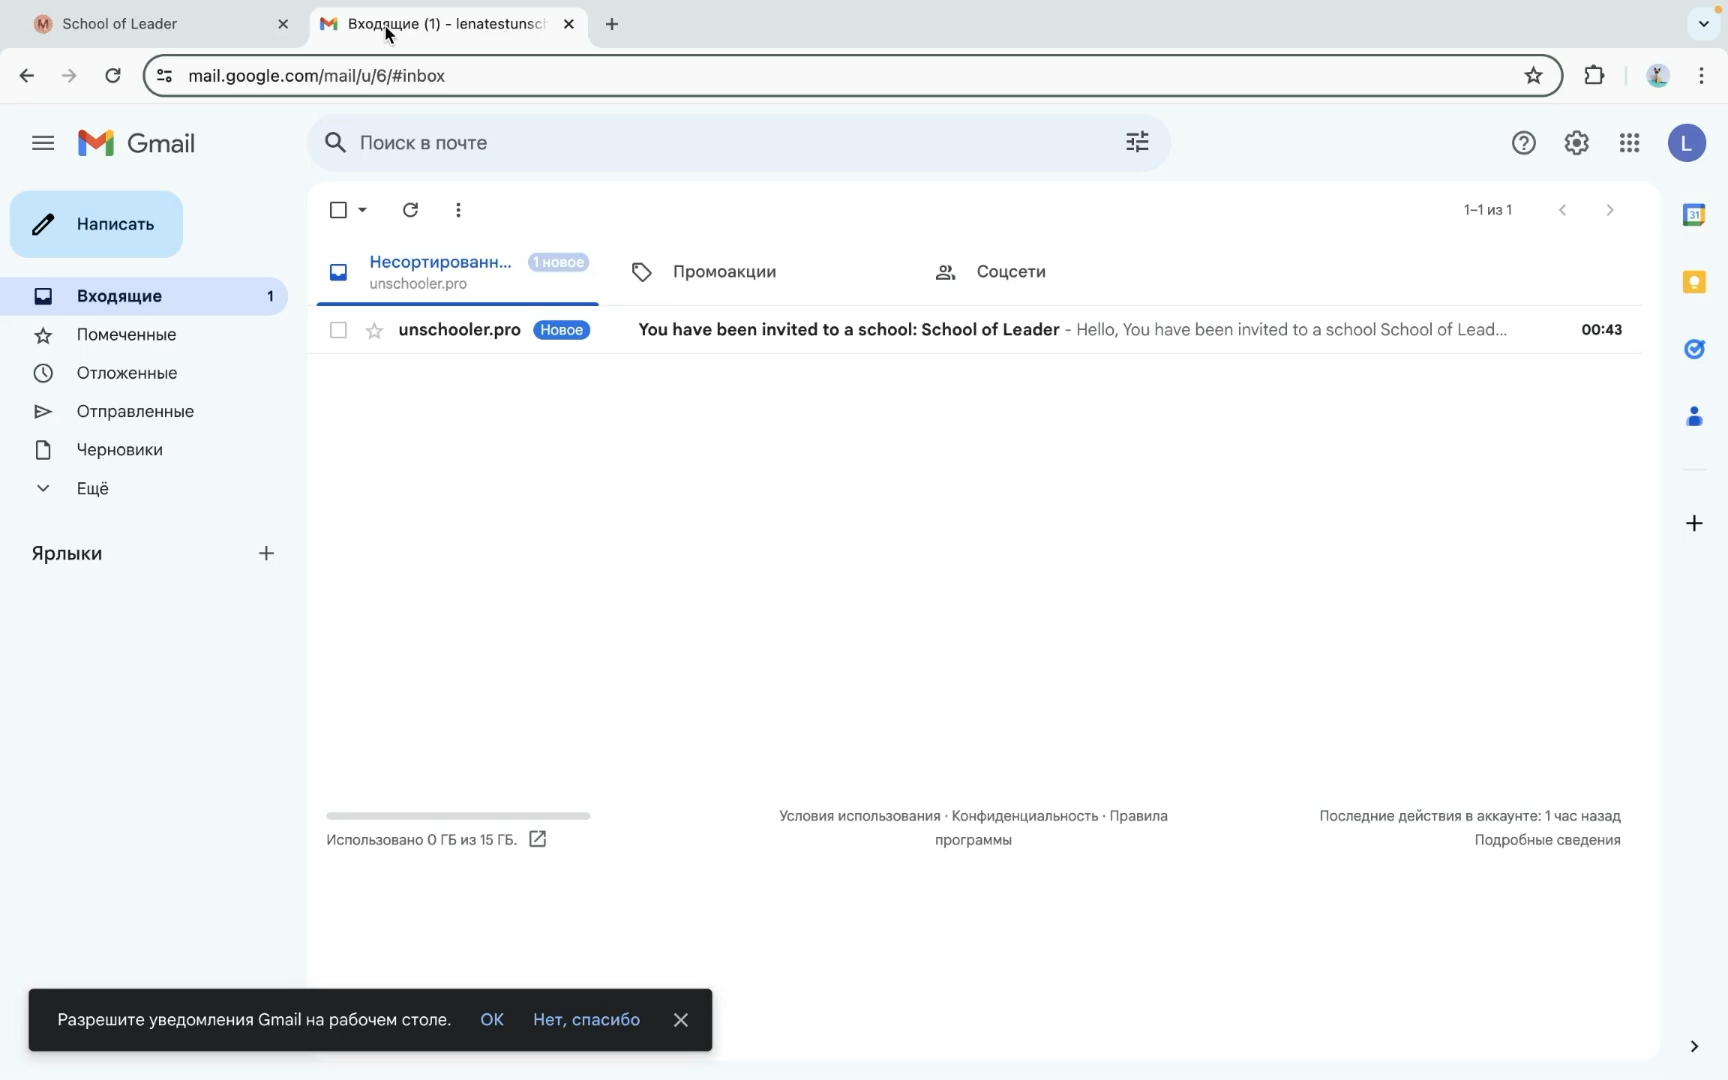 School of Leader
Входящие (1) - lenatestunsch
mail.google.com/mail/u/6/#inbox
Gmail
Поиск в почте
L
Написать
1–1 из 1
31
Несортированн... 1 новое
unschooler.pro
Промоакции
Соцсети
Входящие 1
unschooler.pro Новое You have been invited to a school: School of Leader - Hello, You have been invited to a school School of Lead... 00:43
Помеченные
Отложенные
Отправленные
Черновики
Ещё
Ярлыки
Использовано 0 ГБ из 15 ГБ.
Условия использования · Конфиденциальность · Правила
программы
Последние действия в аккаунте: 1 час назад
Подробные сведения
Разрешите уведомления Gmail на рабочем столе. ОК Нет, спасибо